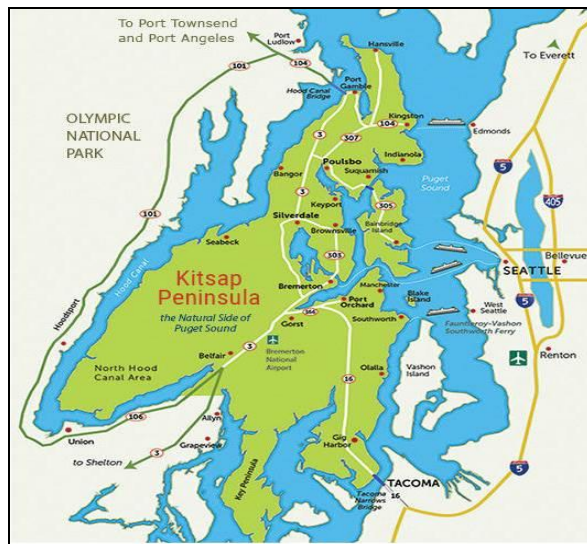 To Port Townsend
and Port Angeles
Port
Ludlow
Hansville
To Everett
101
104
Hood Canal
Bridge
Port
Gamble
OLYMPIC
NATIONAL
PARK
3
307
104
Kingston
Edmonds
5
Poulsbo
Indianola
Bangor
Suquamish
Puget
Sound
5
405
3
Keyport
305
101
Silverdale
Brownsville
Bainbridge
Island
Seabeck
303
Hood Canal
Kitsap
Peninsula
the Natural Side of
Puget Sound
Bremerton
Manchester
SEATTLE
Bellevue
Port
Orchard
Blake
Island
166
Gorst
Southworth
West
Seattle
Fauntleroy-Vashon
Southworth Ferry
Hoodsport
Belfair
3
Bremerton
National
Airport
Renton
North Hood
Canal Area
16
Olalla
Vashon
Island
106
Allyn
Union
Grapeview
Gig
Harbor
to Shelton
3
Key Peninsula
TACOMA
5
Tacoma
Narrows
Bridge
16